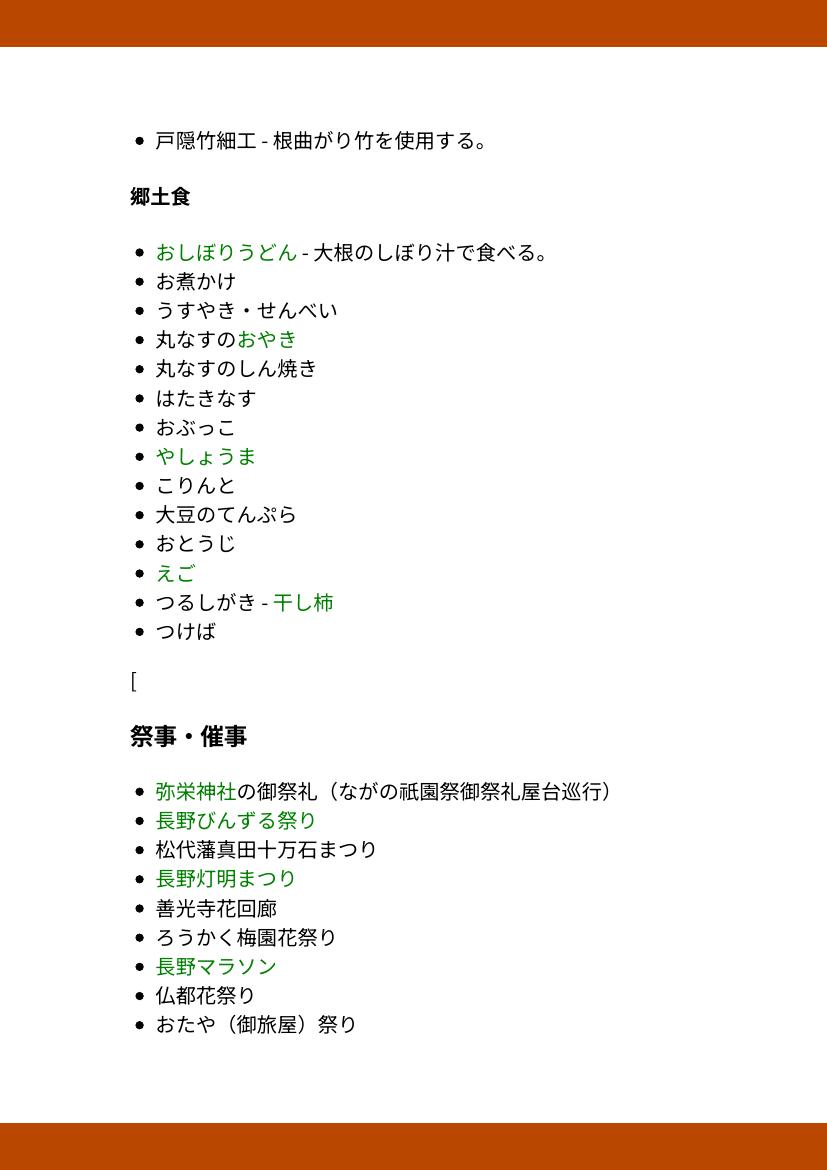 • 戸隠竹細工 - 根曲がり竹を使用する。
郷土食
• おしぼりうどん - 大根のしぼり汁で食べる。
• お煮かけ
• うすやき・せんべい
• 丸なすのおやき
• 丸なすのしん焼き
• はたきなす
• おぶっこ
• やしょうま
• こりんと
• 大豆のてんぷら
• おとうじ
• えご
• つるしがき - 干し柿
• つけば
[
祭事・催事
• 弥栄神社の御祭礼（ながの祇園祭御祭礼屋台巡行）
• 長野びんずる祭り
• 松代藩真田十万石まつり
• 長野灯明まつり
• 善光寺花回廊
• ろうかく梅園花祭り
• 長野マラソン
• 仏都花祭り
• おたや（御旅屋）祭り